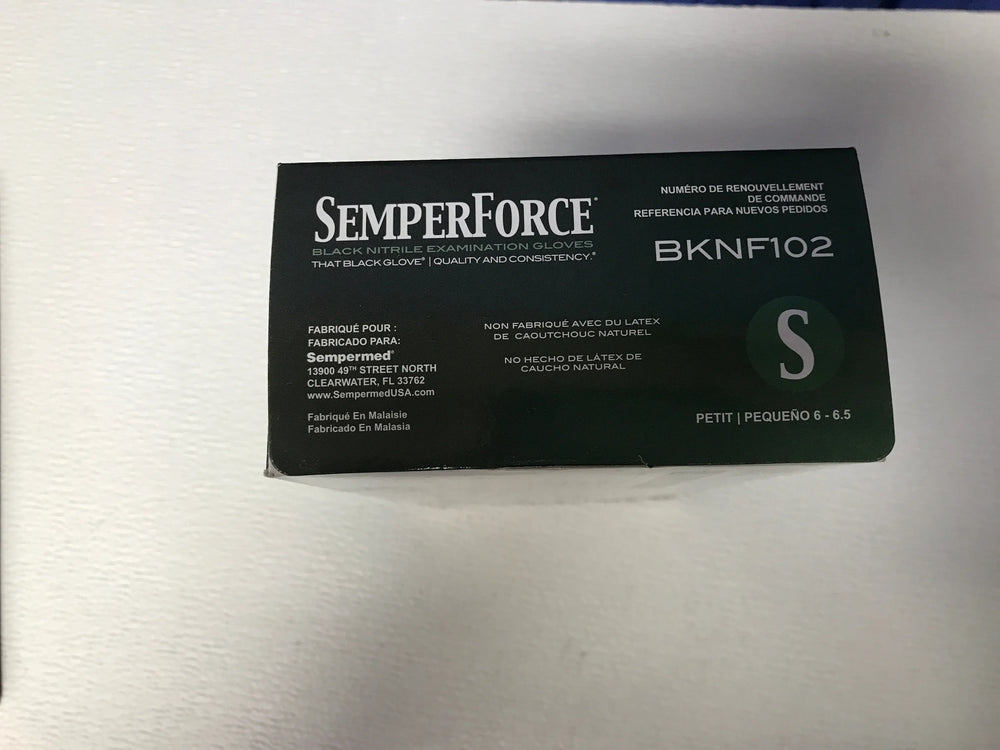 SEMPERFORCE®
BLACK NITRILE EXAMINATION GLOVES
THAT BLACK GLOVE® | QUALITY AND CONSISTENCY.®
NUMÉRO DE RENOUVELLEMENT
DE COMMANDE
REFERENCIA PARA NUEVOS PEDIDOS
BKNF102
FABRIQUÉ POUR :
FABRICADO PARA:
Sempermed®
13900 49TH STREET NORTH
CLEARWATER, FL 33762
www.SempermedUSA.com
Fabriqué En Malaisie
Fabricado En Malasia
NON FABRIQUÉ AVEC DU LATEX
DE CAOUTCHOUC NATUREL
NO HECHO DE LÁTEX DE
CAUCHO NATURAL
S
PETIT | PEQUEÑO 6 - 6.5